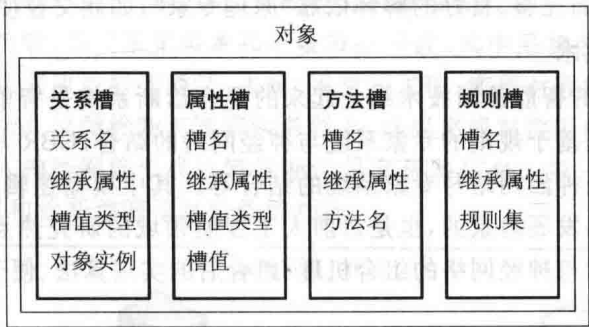 对象
关系槽
关系名
继承属性
槽值类型
对象实例
属性槽
槽名
继承属性
槽值类型
槽值
方法槽
槽名
继承属性
方法名
规则槽
槽名
继承属性
规则集